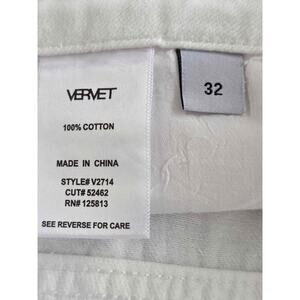 VERVET
100% COTTON
MADE IN CHINA
STYLE# V2714
CUT# 52462
RN# 125813
SEE REVERSE FOR CARE
32